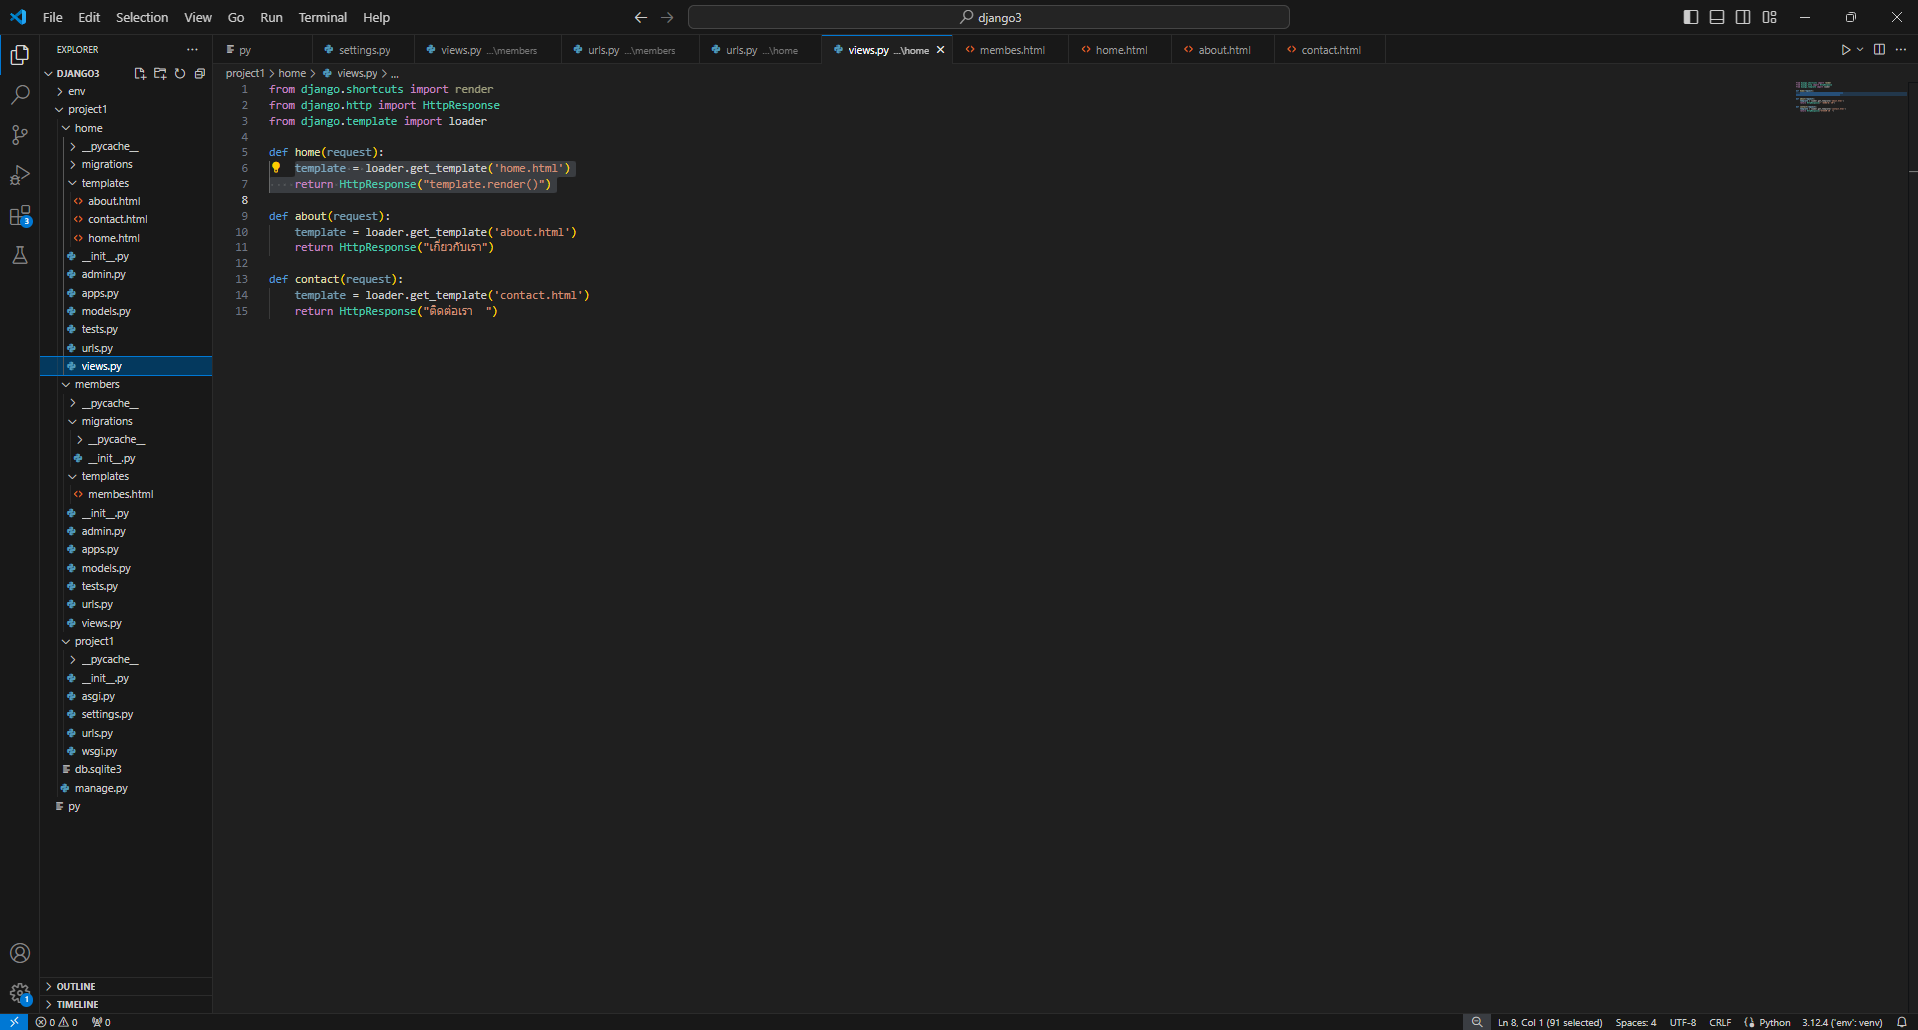 File Edit Selection View Go Run Terminal Help
django3
EXPLORER
DJANGO3
env
project1
home
__pycache__
migrations
templates
about.html
contact.html
home.html
__init__.py
admin.py
apps.py
models.py
tests.py
urls.py
views.py
members
__pycache__
migrations
__pycache__
__init__.py
templates
membes.html
__init__.py
admin.py
apps.py
models.py
tests.py
urls.py
views.py
project1
__pycache__
__init__.py
asgi.py
settings.py
urls.py
wsgi.py
db.sqlite3
manage.py
py
OUTLINE
TIMELINE
3
1
py settings.py views.py ...\members urls.py ...\members urls.py ...\home views.py ...\home membes.html home.html about.html contact.html
project1 > home > views.py > ...
1 from django.shortcuts import render
2 from django.http import HttpResponse
3 from django.template import loader
4
5 def home(request):
6 template = loader.get_template('home.html')
7 return HttpResponse("template.render()")
8
9 def about(request):
10 template = loader.get_template('about.html')
11 return HttpResponse("เกี่ยวกับเรา")
12
13 def contact(request):
14 template = loader.get_template('contact.html')
15 return HttpResponse("ติดต่อเรา ")
0 0 0 Ln 8, Col 1 (91 selected) Spaces: 4 UTF-8 CRLF Python 3.12.4 ('env': venv)